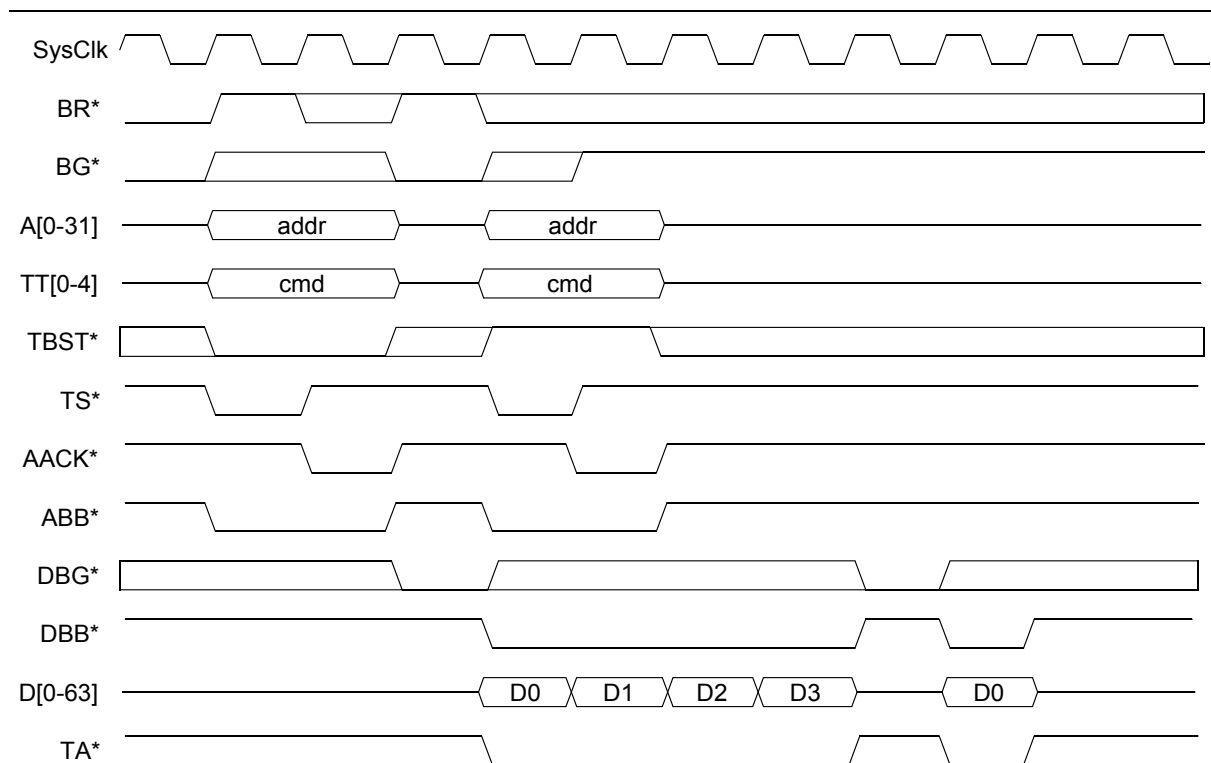 SysClk
BR*
BG*
A[0-31] addr addr
TT[0-4] cmd cmd
TBST*
TS*
AACK*
ABB*
DBG*
DBB*
D[0-63] D0 D1 D2 D3 D0
TA*